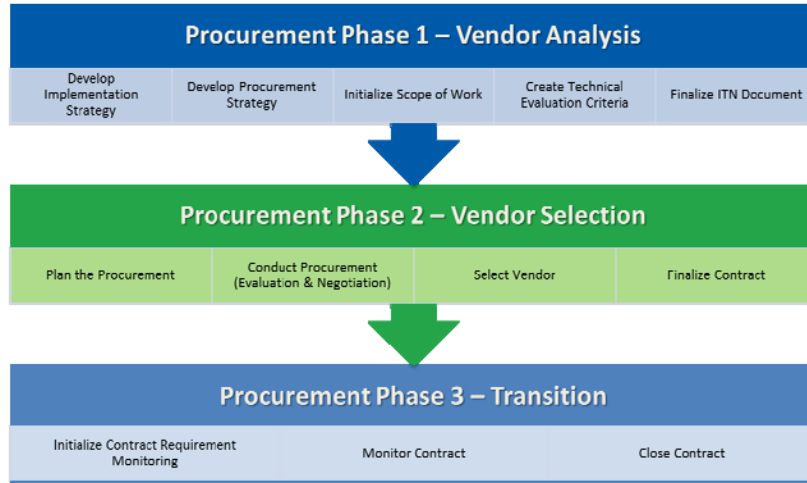 Procurement Phase 1 – Vendor Analysis
Develop
Implementation
Strategy
Develop Procurement
Strategy
Initialize Scope of Work
Create Technical
Evaluation Criteria
Finalize ITN Document
Procurement Phase 2 – Vendor Selection
Plan the Procurement
Conduct Procurement
(Evaluation & Negotiation)
Select Vendor
Finalize Contract
Procurement Phase 3 – Transition
Initialize Contract Requirement
Monitoring
Monitor Contract
Close Contract